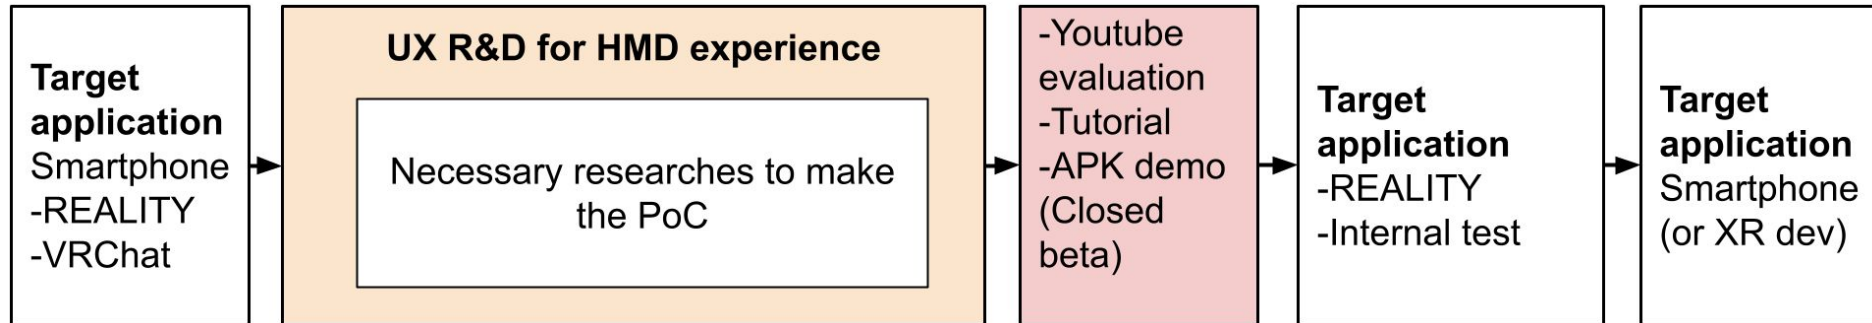 Target
application
Smartphone
-REALITY
-VRChat
UX R&D for HMD experience
Necessary researches to make
the PoC
-Youtube
evaluation
-Tutorial
-APK demo
(Closed
beta)
Target
application
-REALITY
-Internal test
Target
application
Smartphone
(or XR dev)